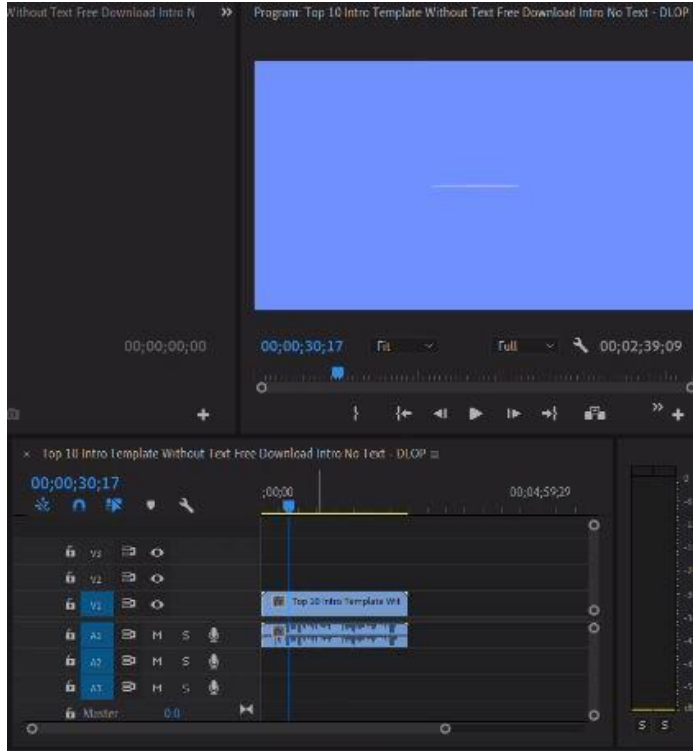 Without Text Free Download Intro N
Program: Top 10 Intro Template Without Text Free Download Intro No Text - DLOP
00;00;00;00
00;00;30;17 Fit Full 00;02;39;09
× Top 10 Intro Template Without Text Free Download Intro No Text - DLOP
00;00;30;17
;00;00 00;04;59;29
V3
V2
V1 Top 10 Intro Template Wit
A1 M S
A2 M S
A3 M S
Master 0.0
S S